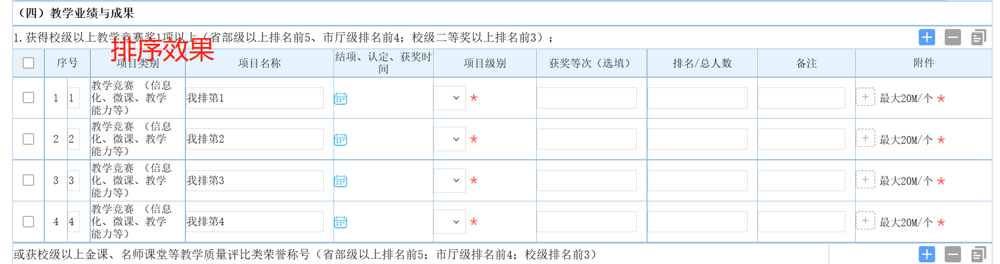 （四）教学业绩与成果
1.获得校级以上教学竞赛奖1项以上（省部级以上排名前5、市厅级排名前4；校级二等奖以上排名前3）；
排序效果
序号 项目类别 项目名称 结项、认定、获奖时间 项目级别 获奖等次（选填） 排名/总人数 备注 附件
1 1 教学竞赛 （信息化、微课、教学能力等） 我排第1 * + 最大20M/个 *
2 2 教学竞赛 （信息化、微课、教学能力等） 我排第2 * + 最大20M/个 *
3 3 教学竞赛 （信息化、微课、教学能力等） 我排第3 * + 最大20M/个 *
4 4 教学竞赛 （信息化、微课、教学能力等） 我排第4 * + 最大20M/个 *
或获校级以上金课、名师课堂等教学质量评比类荣誉称号（省部级以上排名前5；市厅级排名前4；校级排名前3）